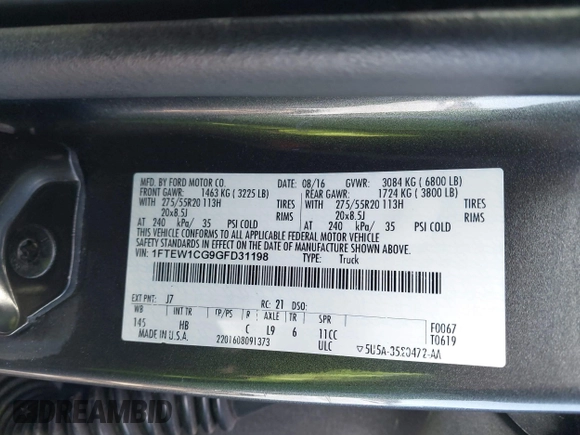 MFD. BY FORD MOTOR CO. DATE: 08/16 GVWR: 3084 KG ( 6800 LB)
FRONT GAWR: 1463 KG ( 3225 LB) REAR GAWR: 1724 KG ( 3800 LB)
WITH 275/55R20 113H TIRES WITH 275/55R20 113H TIRES
20x8.5J RIMS 20x8.5J RIMS
AT 240 kPa/ 35 PSI COLD AT 240 kPa/ 35 PSI COLD
THIS VEHICLE CONFORMS TO ALL APPLICABLE FEDERAL MOTOR VEHICLE
SAFETY STANDARDS IN EFFECT ON THE DATE OF MANUFACTURE SHOWN ABOVE.
VIN: 1FTEW1CG9GFD31198 TYPE: Truck
EXT PNT: J7 RC: 21 DSO:
WB INT TR TP/PS R AXLE TR SPR F0067
145 HB C L9 6 11CC T0619
MADE IN U.S.A. 2201608091373 ULC
DREAMBID